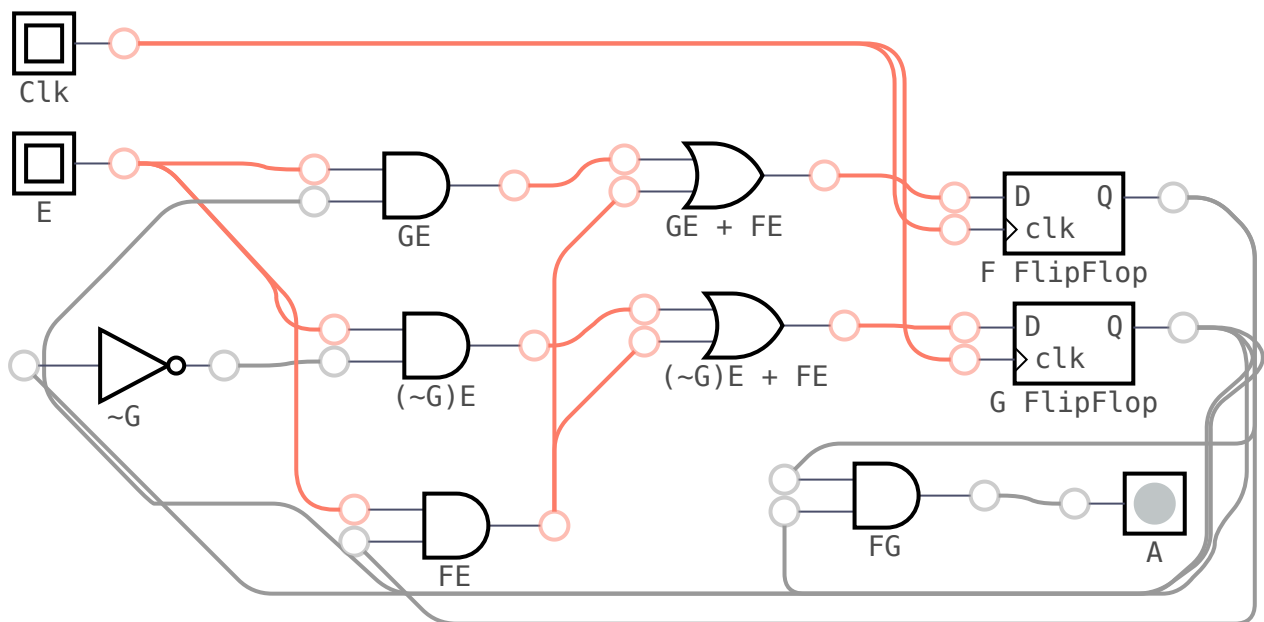 Clk
E
GE
GE + FE
D Q
clk
F FlipFlop
~G
(~G)E
(~G)E + FE
D Q
clk
G FlipFlop
FE
FG
A